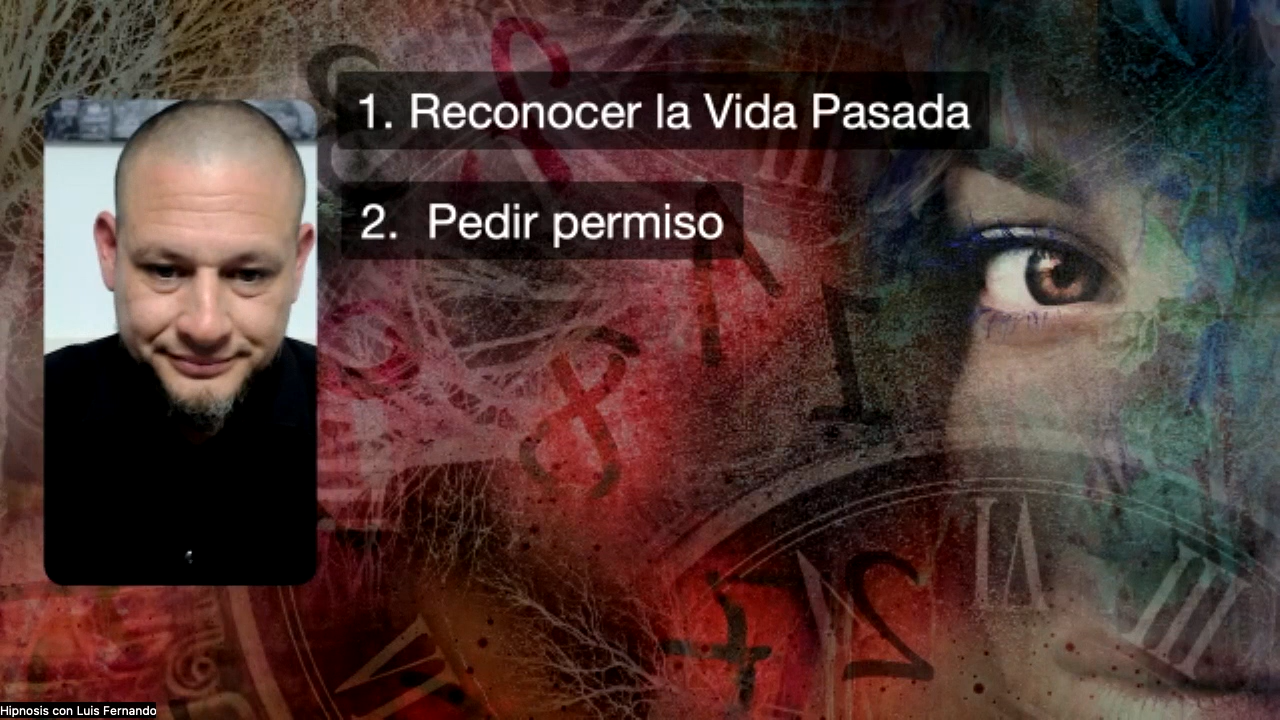 1. Reconocer la Vida Pasada
2. Pedir permiso
Hipnosis con Luis Fernando